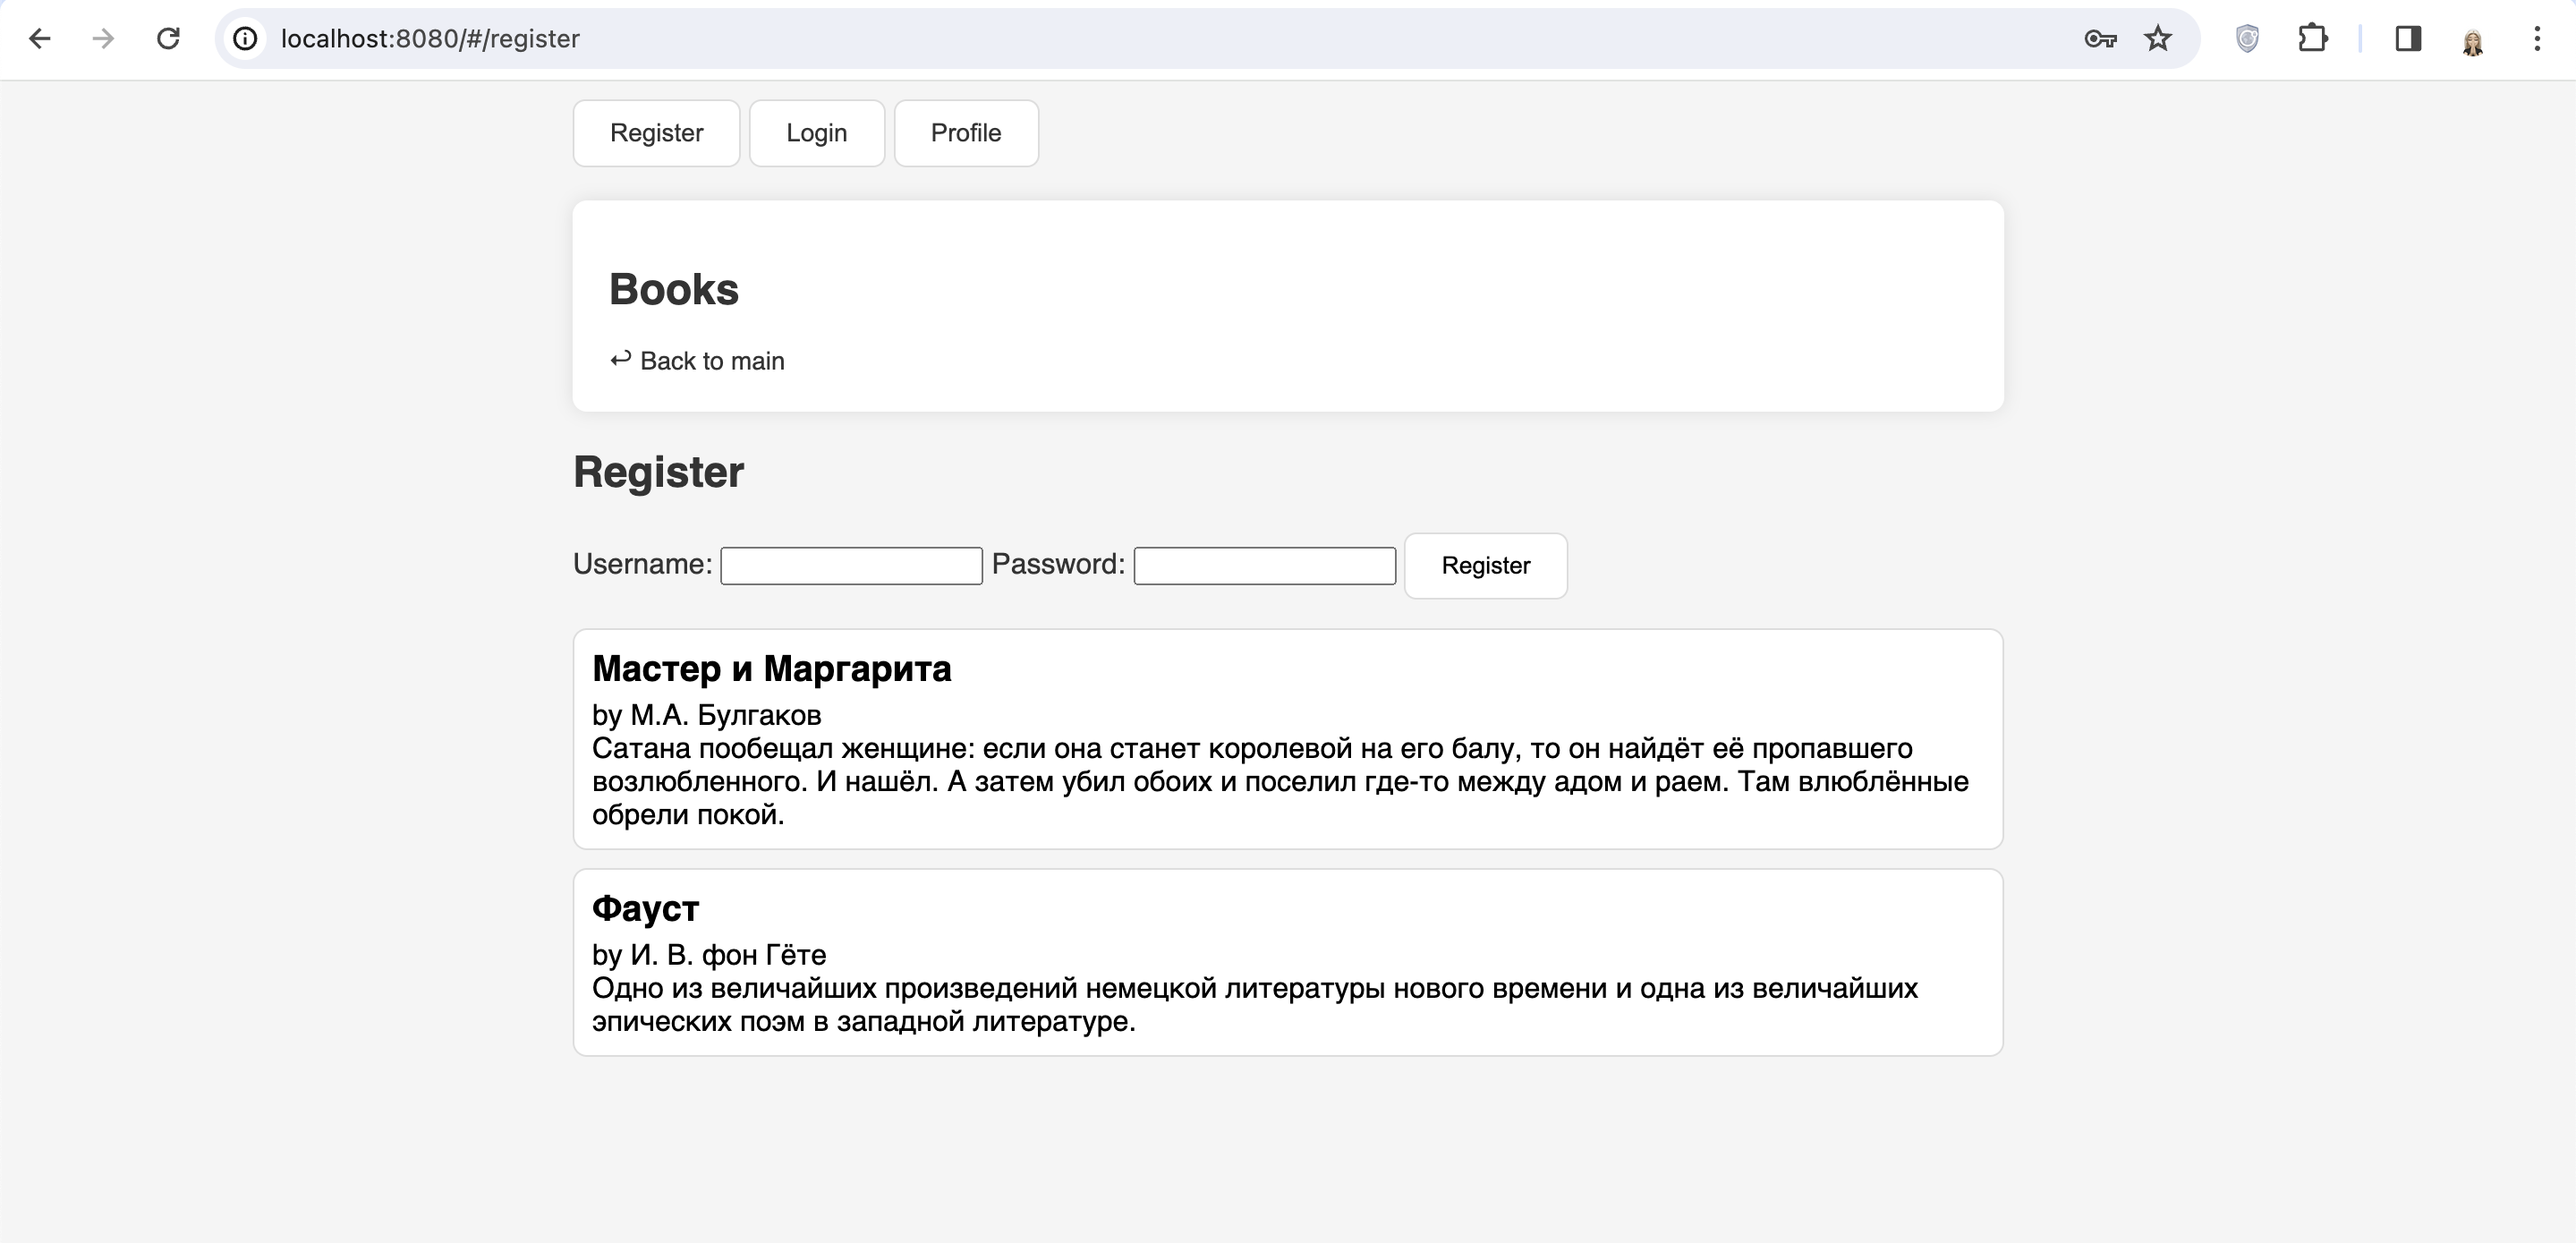 localhost:8080/#/register
Register Login Profile
Books
↩ Back to main
Register
Username: Password: Register
Мастер и Маргарита
by М.А. Булгаков
Сатана пообещал женщине: если она станет королевой на его балу, то он найдёт её пропавшего
возлюбленного. И нашёл. А затем убил обоих и поселил где-то между адом и раем. Там влюблённые
обрели покой.
Фауст
by И. В. фон Гёте
Одно из величайших произведений немецкой литературы нового времени и одна из величайших
эпических поэм в западной литературе.